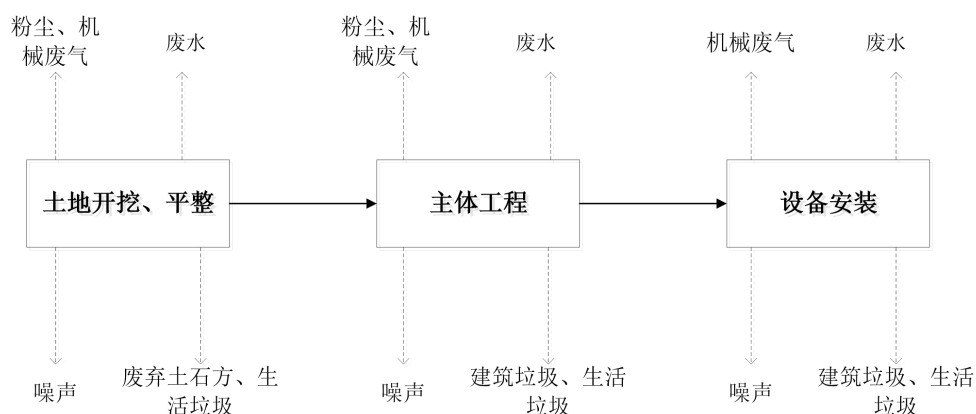 粉尘、机
械废气
废水
粉尘、机
械废气
废水
机械废气
废水
土地开挖、平整
主体工程
设备安装
噪声
废弃土石方、生
活垃圾
噪声
建筑垃圾、生活
垃圾
噪声
建筑垃圾、生活
垃圾